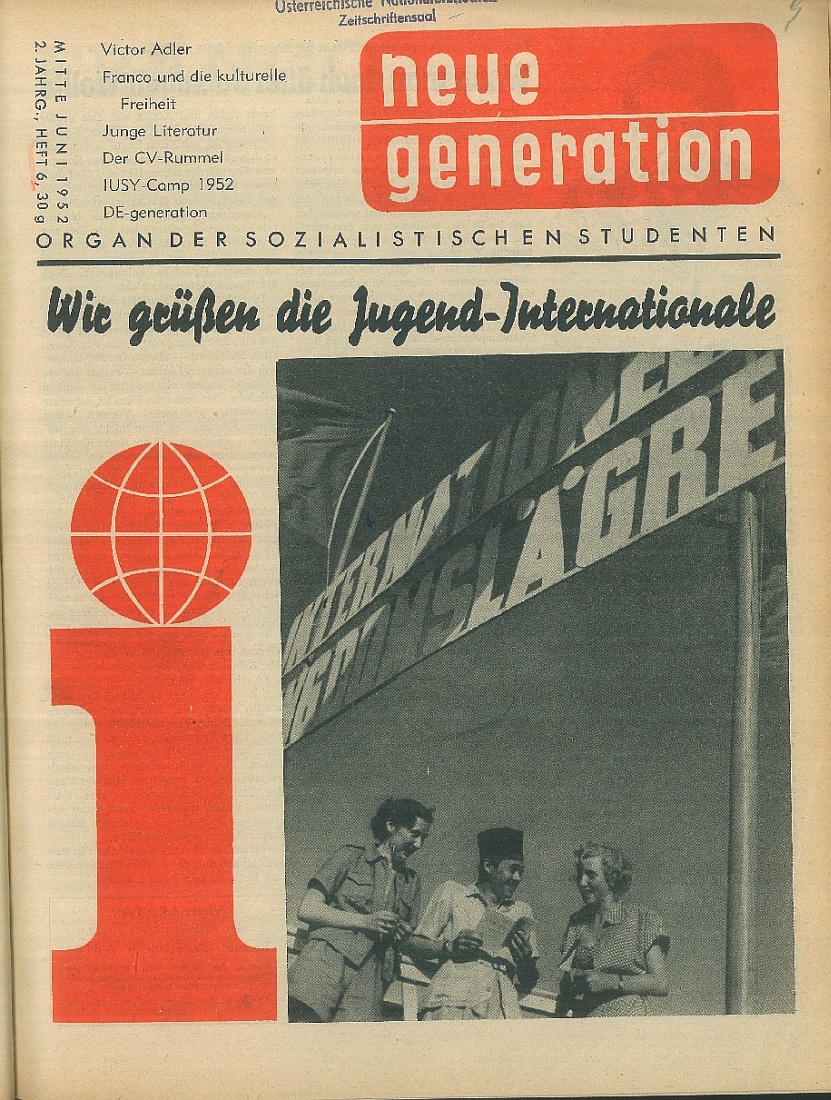 Österreichische Nationalbibliothek
Zeitschriftensaal
MITTE JUNI 1952
2. JAHRG., HEFT 6, 30 g
Victor Adler
Franco und die kulturelle
Freiheit
Junge Literatur
Der CV-Rummel
IUSY-Camp 1952
DE-generation
neue
generation
ORGAN DER SOZIALISTISCHEN STUDENTEN
Wir grüßen die Jugend-Internationale
INTERNATIONEL
DOMSLÄGRE
i